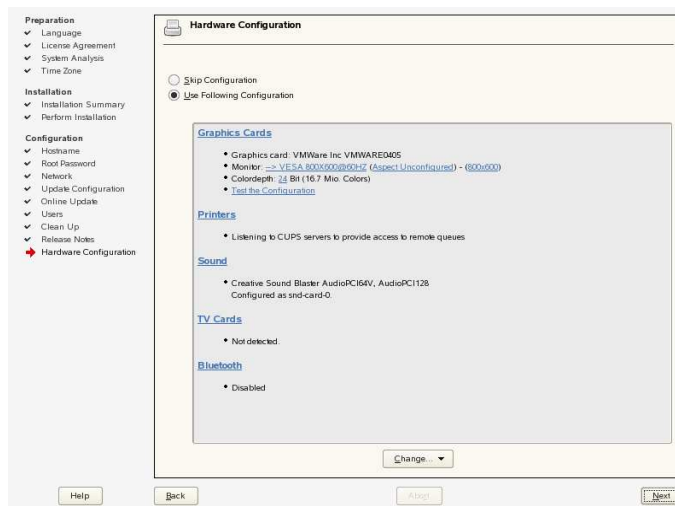 Preparation
Language
License Agreement
System Analysis
Time Zone
Installation
Installation Summary
Perform Installation
Configuration
Hostname
Root Password
Network
Update Configuration
Online Update
Users
Clean Up
Release Notes
Hardware Configuration
Hardware Configuration
Skip Configuration
Use Following Configuration
Graphics Cards
Graphics card: VMWare Inc VMWARE0405
Monitor: --> VESA 800X600@60HZ (Aspect Unconfigured) - (800x600)
Colordepth: 24 Bit (16.7 Mio. Colors)
Test the Configuration
Printers
Listening to CUPS servers to provide access to remote queues
Sound
Creative Sound Blaster AudioPCI64V, AudioPCI128
Configured as snd-card-0.
TV Cards
Not detected.
Bluetooth
Disabled
Change...
Help
Back
Abort
Next